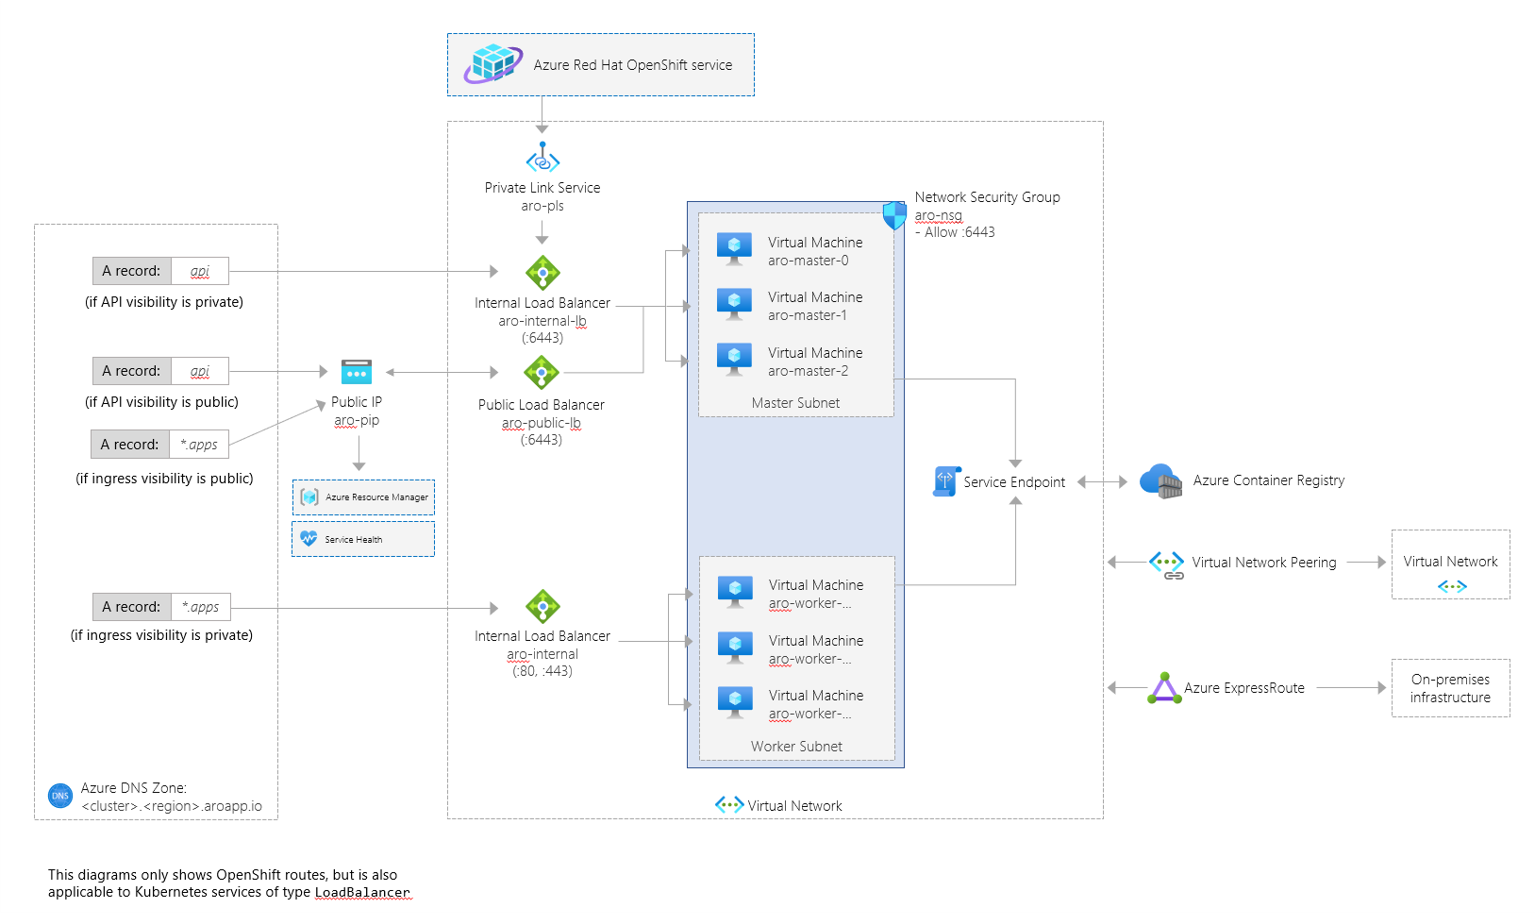 Azure Red Hat OpenShift service
Private Link Service
aro-pls
Network Security Group
aro-nsg
- Allow :6443
A record: api
(if API visibility is private)
Internal Load Balancer
aro-internal-lb
(:6443)
Virtual Machine
aro-master-0
Virtual Machine
aro-master-1
Virtual Machine
aro-master-2
Master Subnet
A record: api
(if API visibility is public)
A record: *.apps
(if ingress visibility is public)
Public IP
aro-pip
Public Load Balancer
aro-public-lb
(:6443)
Azure Resource Manager
Service Health
Service Endpoint
Azure Container Registry
Virtual Network Peering
Virtual Network
A record: *.apps
(if ingress visibility is private)
Internal Load Balancer
aro-internal
(:80, :443)
Virtual Machine
aro-worker-...
Virtual Machine
aro-worker-...
Virtual Machine
aro-worker-...
Worker Subnet
Azure ExpressRoute
On-premises
infrastructure
DNS
Azure DNS Zone:
<cluster>.<region>.aroapp.io
Virtual Network
This diagrams only shows OpenShift routes, but is also
applicable to Kubernetes services of type LoadBalancer